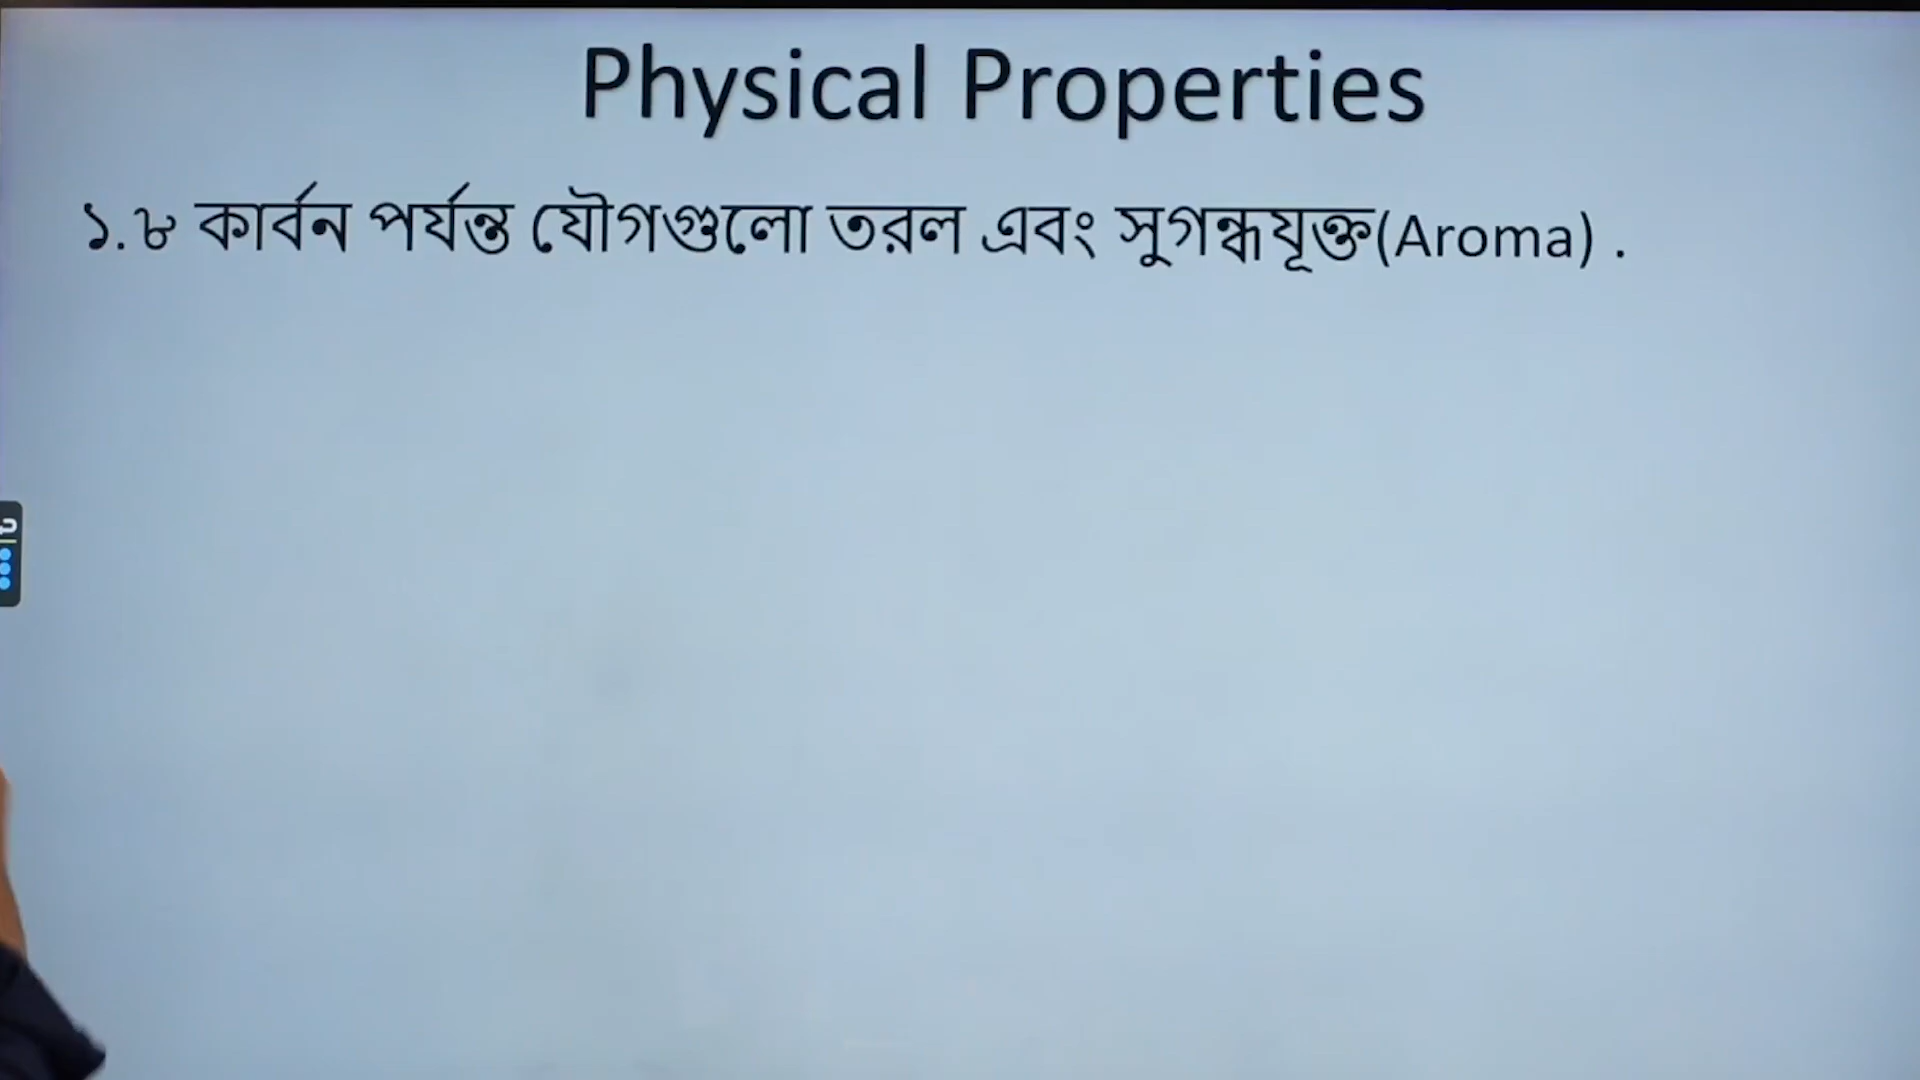 Physical Properties
১.৮ কার্বন পর্যন্ত যৌগগুলো তরল এবং সুগন্ধযূক্ত(Aroma) .